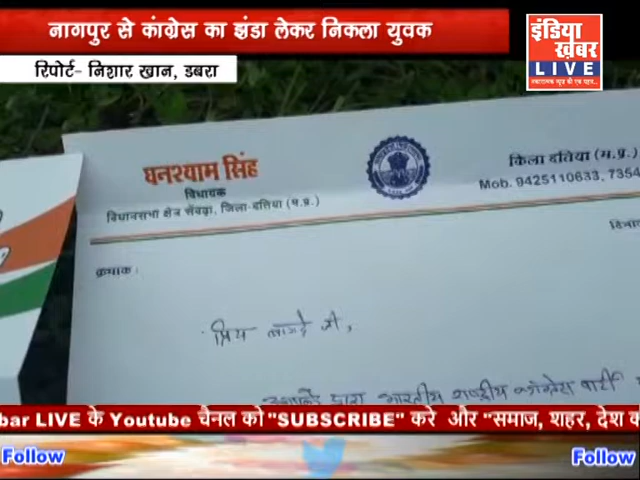 नागपुर से कांग्रेस का झंडा लेकर निकला युवक
इंडिया
ख़बर
LIVE
रिपोर्ट- निशार खान, डबरा
घनश्याम सिंह
विधायक
विधानसभा क्षेत्र सेंवढ़ा, जिला-दतिया (म.प्र.)
किला दतिया (म.प्र.)
Mob. 9425110633, 7354
क्रमांक
प्रिय
जी,
द्वारा भारतीय राष्ट्रीय कांग्रेस पार्टी
bar LIVE के Youtube चैनल को "SUBSCRIBE" करे और "समाज, शहर, देश क
Follow
Follow